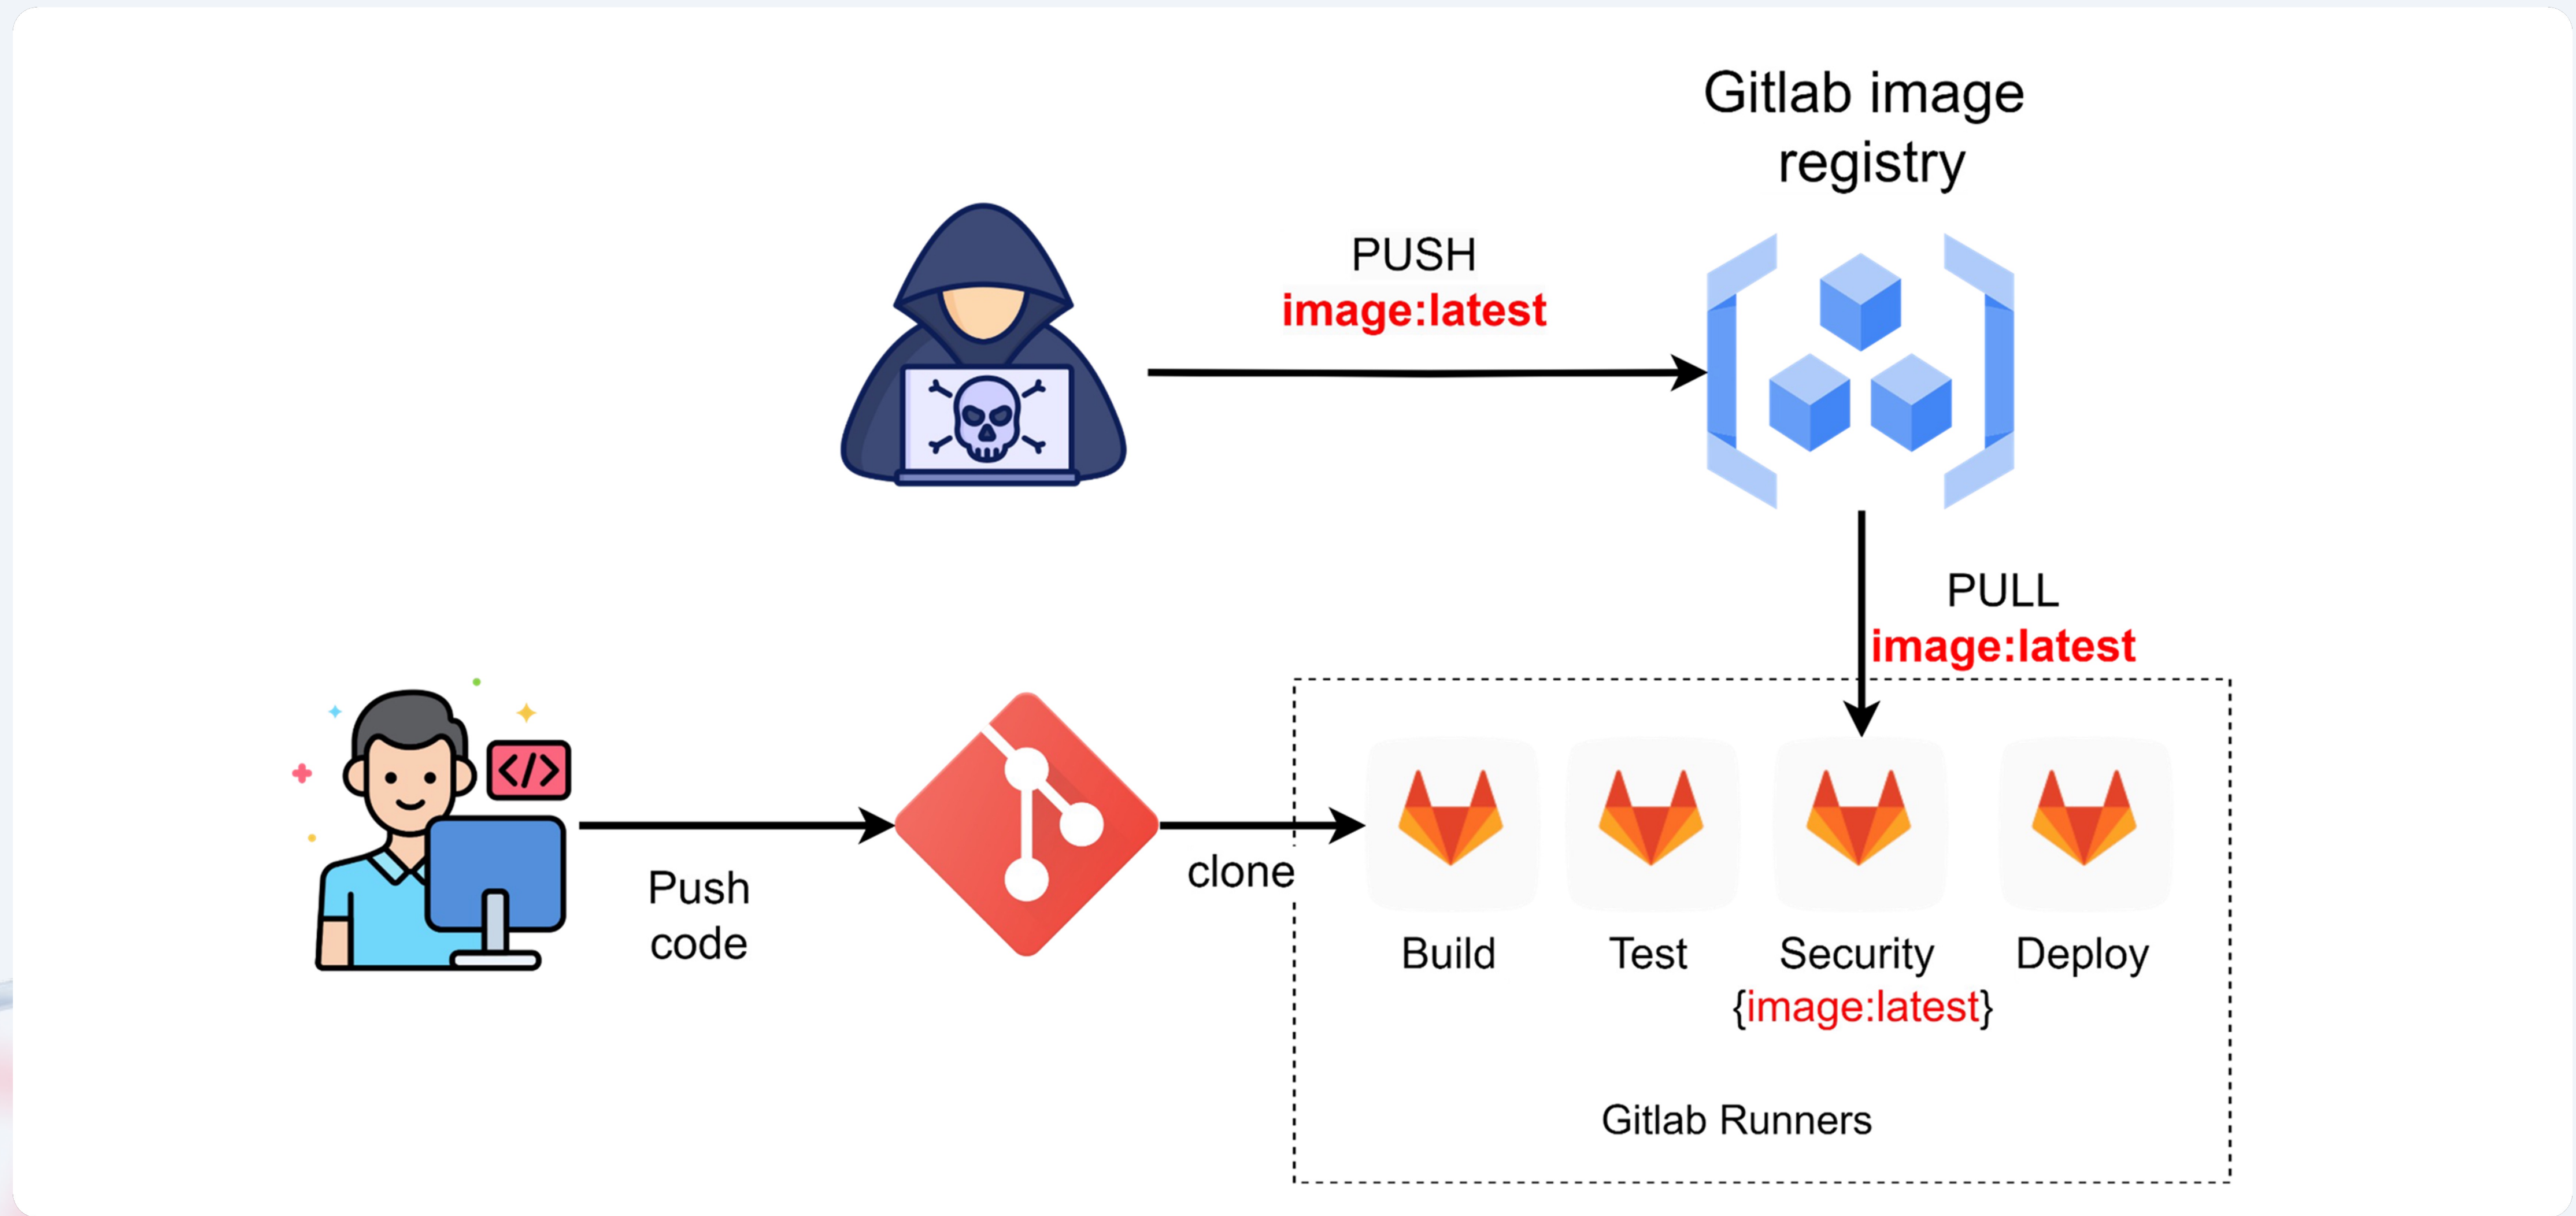 Gitlab image
registry
PUSH
image:latest
PULL
image:latest
</>
Push
code
clone
Build
Test
Security
{image:latest}
Deploy
Gitlab Runners